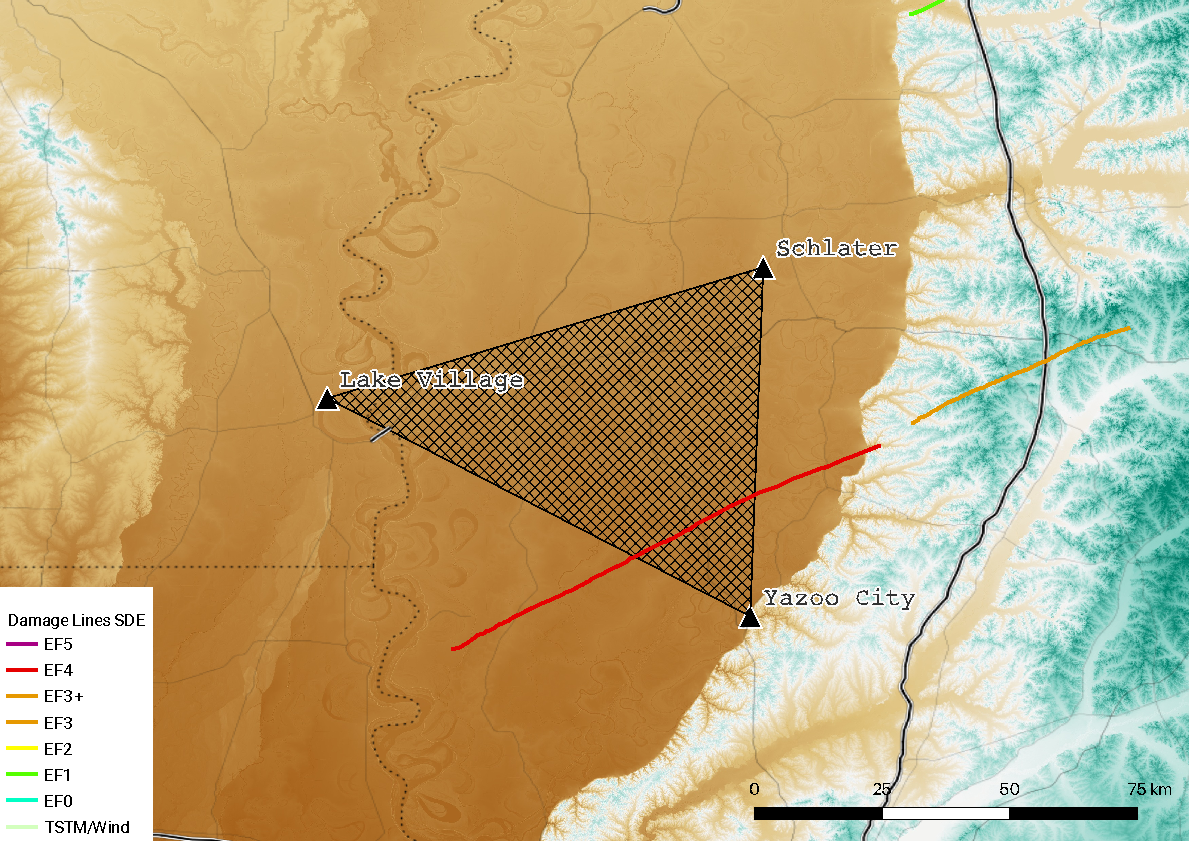 Schlater
Lake Village
Yazoo City
Damage Lines SDE
EF5
EF4
EF3+
EF3
EF2
EF1
EF0
TSTM/Wind
0 25 50 75 km